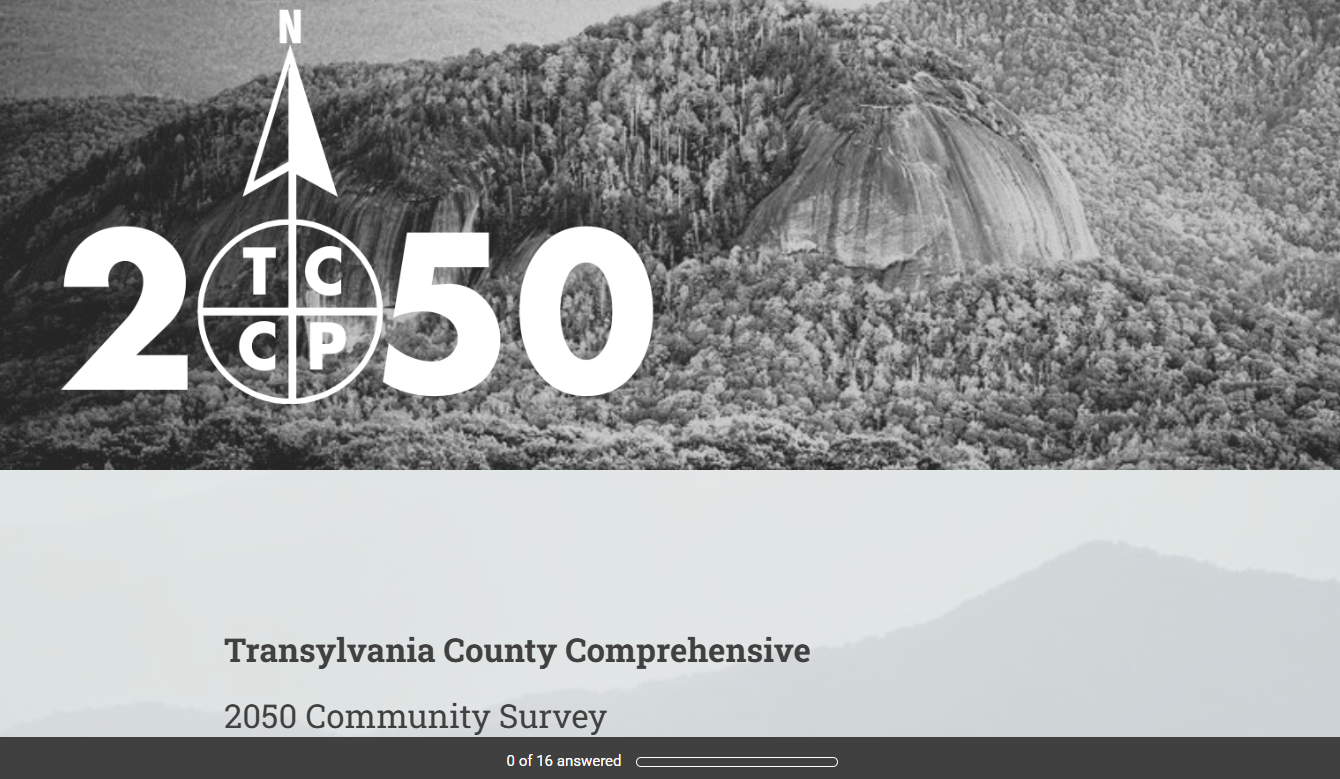 N
2 T C 50
C P
Transylvania County Comprehensive
2050 Community Survey
0 of 16 answered